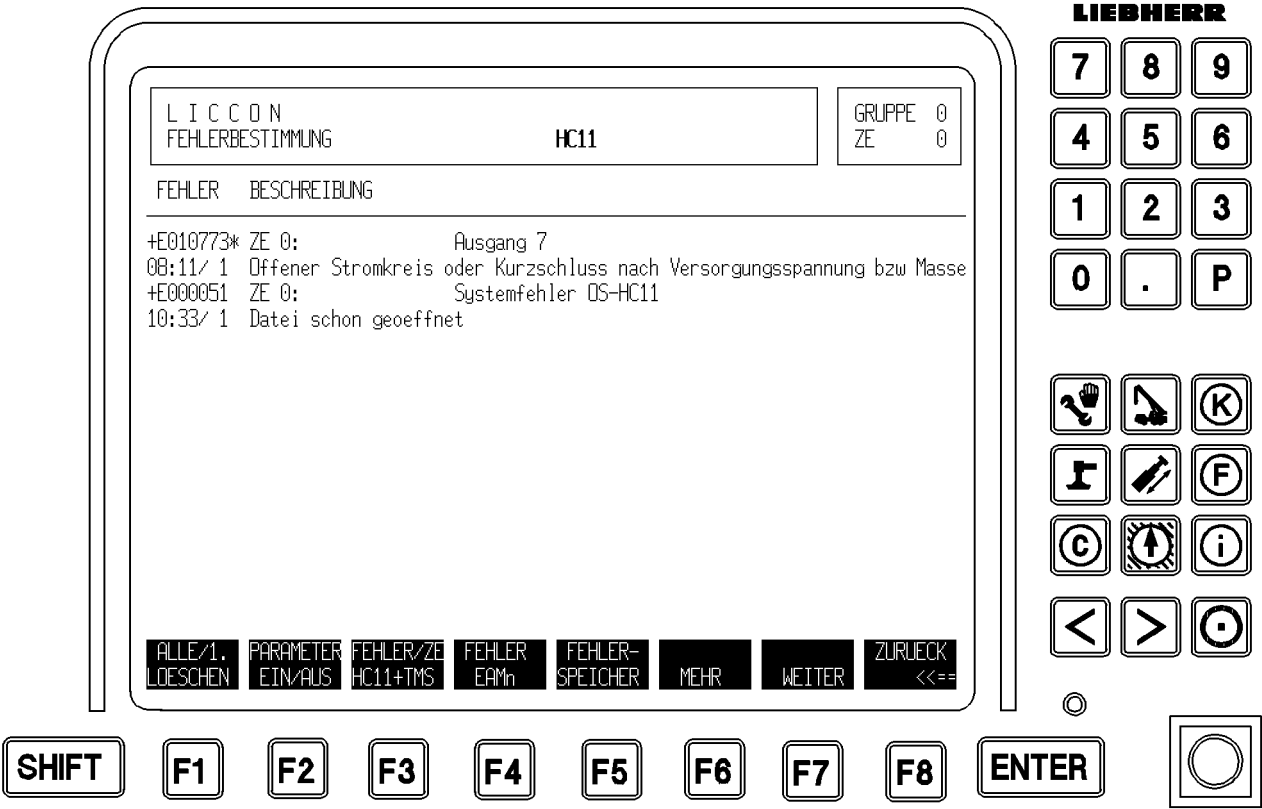 LIEBHERR
LICCON
FEHLERBESTIMMUNG HC11
GRUPPE 0
ZE 0
FEHLER BESCHREIBUNG
+E010773* ZE 0: Ausgang 7
08:11/ 1 Offener Stromkreis oder Kurzschluss nach Versorgungsspannung bzw Masse
+E000051 ZE 0: Systemfehler OS-HC11
10:33/ 1 Datei schon geoeffnet
ALLE/1. PARAMETER FEHLER/ZE FEHLER FEHLER- ZURUECK
LOESCHEN EIN/AUS HC11+TMS EAMn SPEICHER MEHR WEITER <<==
7 8 9
4 5 6
1 2 3
0 . P
K
F
C i
< >
SHIFT F1 F2 F3 F4 F5 F6 F7 F8 ENTER